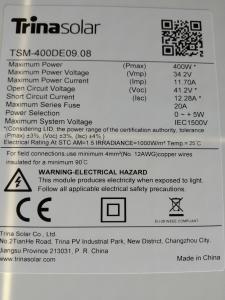 Trinasolar
TSM-400DE09.08
Maximum Power (Pmax) 400W *
Maximum Power Voltage (Vmp) 34.2V
Maximum Power Current (Imp) 11.70A
Open Circuit Voltage (Voc) 41.2V *
Short Circuit Current (Isc) 12.28A *
Maximum Series Fuse 20A
Power Selection 0 ~ +5W
Maximum System Voltage IEC1500V
*(Considering LID, the power range of the certification authority, tolerance
(Pmax) ±3%, (Voc) ±3%, (Isc) ±4% )
Electrical Rating At STC AM=1.5 IRRADIANCE=1000W/m² Temp.=25℃
For field connections use minimum 4mm²(No. 12AWG)copper wires
insulated for a minimum 90℃
WARNING-ELECTRICAL HAZARD
This module produces electricity when exposed to light.
Follow all applicable electrical safety precautions.
CE
EU-28 WEEE COMPLIANT
Trina Solar Co., Ltd.
No.2TianHe Road, Trina PV Industrial Park, New District, Changzhou City,
Jiangsu Province 213031, P. R. China
www.trinasolar.com Made in China